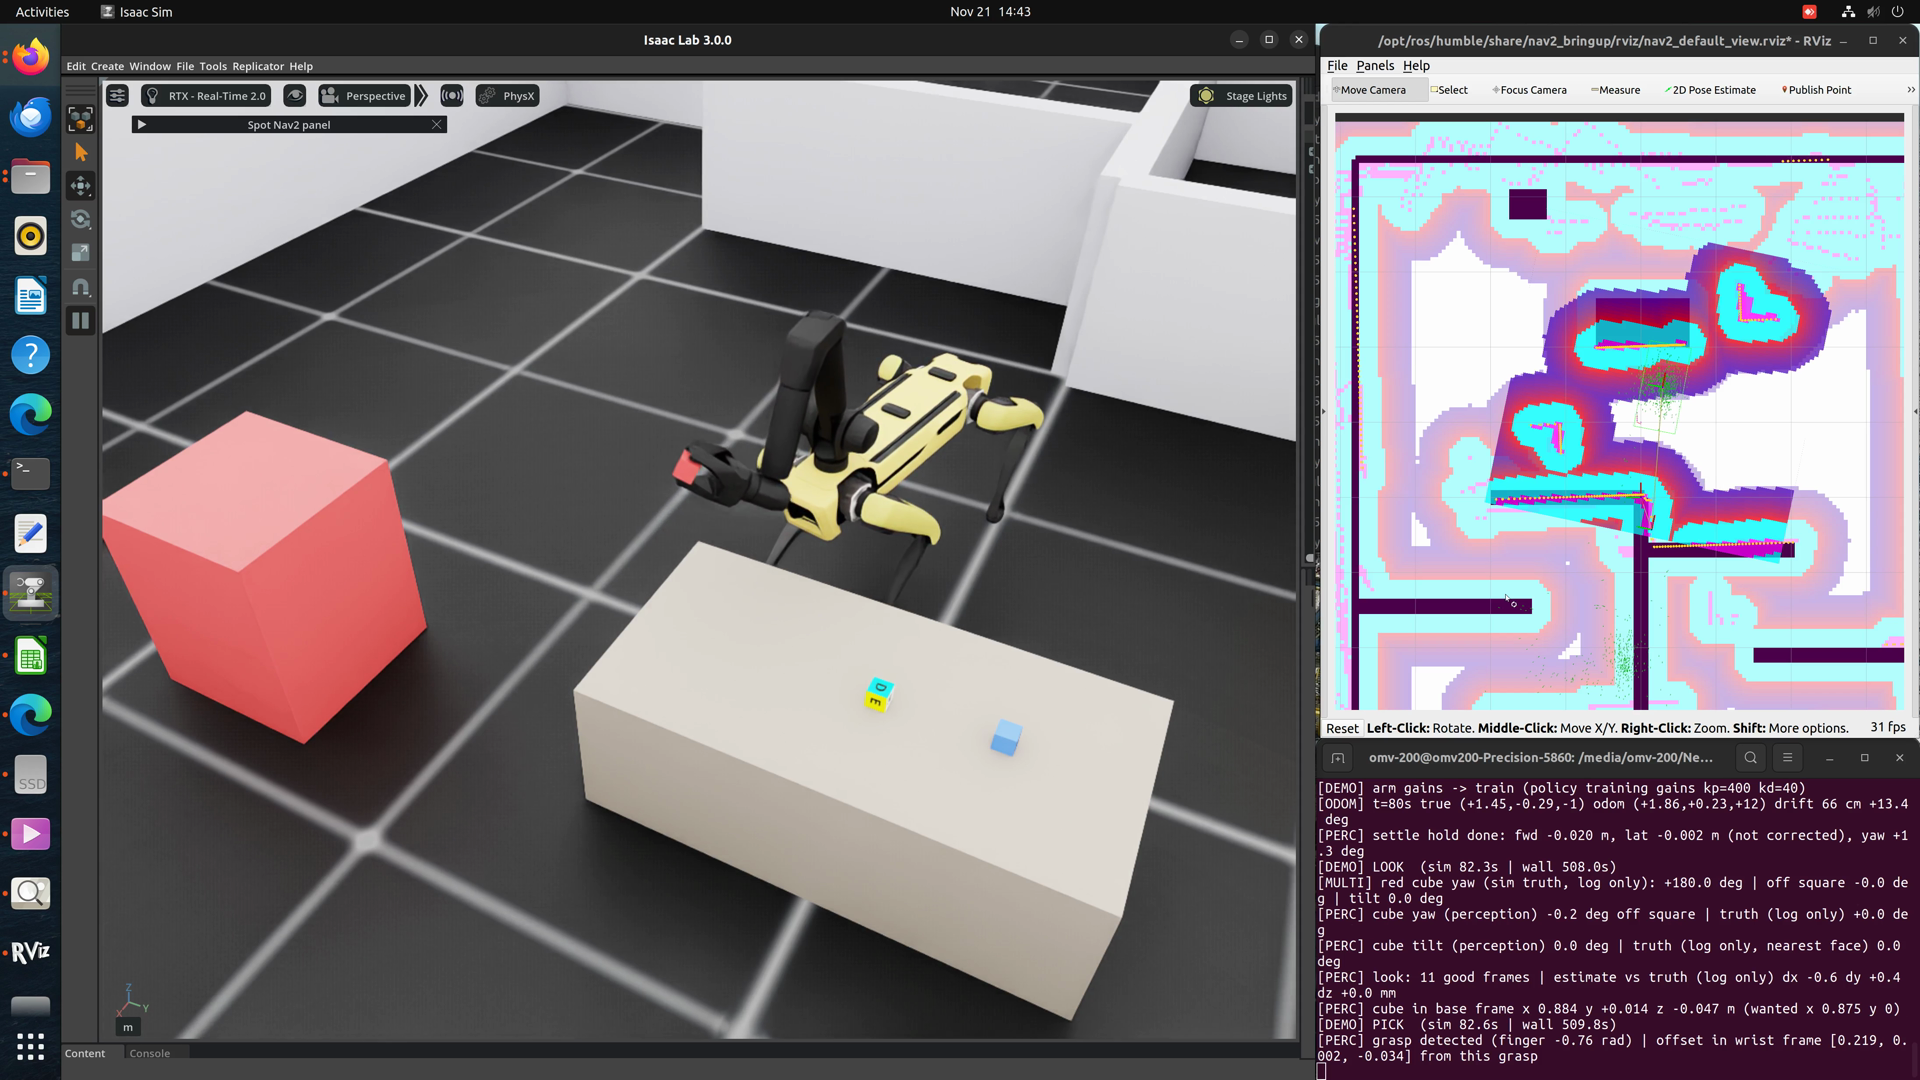 Activities
Isaac Sim
Nov 21 14:43
Isaac Lab 3.0.0
Edit Create Window File Tools Replicator Help
RTX - Real-Time 2.0
Perspective
PhysX
Stage Lights
Spot Nav2 panel
D
E
Z
X
Y
m
Content
Console
SSD
RViz
/opt/ros/humble/share/nav2_bringup/rviz/nav2_default_view.rviz* - RViz
File Panels Help
Move Camera
Select
Focus Camera
Measure
2D Pose Estimate
Publish Point
Reset
Left-Click: Rotate. Middle-Click: Move X/Y. Right-Click: Zoom. Shift: More options.
31 fps
omv-200@omv200-Precision-5860: /media/omv-200/Ne...
[DEMO] arm gains -> train (policy training gains kp=400 kd=40)
[ODOM] t=80s true (+1.45,-0.29,-1) odom (+1.86,+0.23,+12) drift 66 cm +13.4
deg
[PERC] settle hold done: fwd -0.020 m, lat -0.002 m (not corrected), yaw +1
.3 deg
[DEMO] LOOK (sim 82.3s | wall 508.0s)
[MULTI] red cube yaw (sim truth, log only): +180.0 deg | off square -0.0 de
g | tilt 0.0 deg
[PERC] cube yaw (perception) -0.2 deg off square | truth (log only) +0.0 de
g
[PERC] cube tilt (perception) 0.0 deg | truth (log only, nearest face) 0.0
deg
[PERC] look: 11 good frames | estimate vs truth (log only) dx -0.6 dy +0.4
dz +0.0 mm
[PERC] cube in base frame x 0.884 y +0.014 z -0.047 m (wanted x 0.875 y 0)
[DEMO] PICK (sim 82.6s | wall 509.8s)
[PERC] grasp detected (finger -0.76 rad) | offset in wrist frame [0.219, 0.
002, -0.034] from this grasp